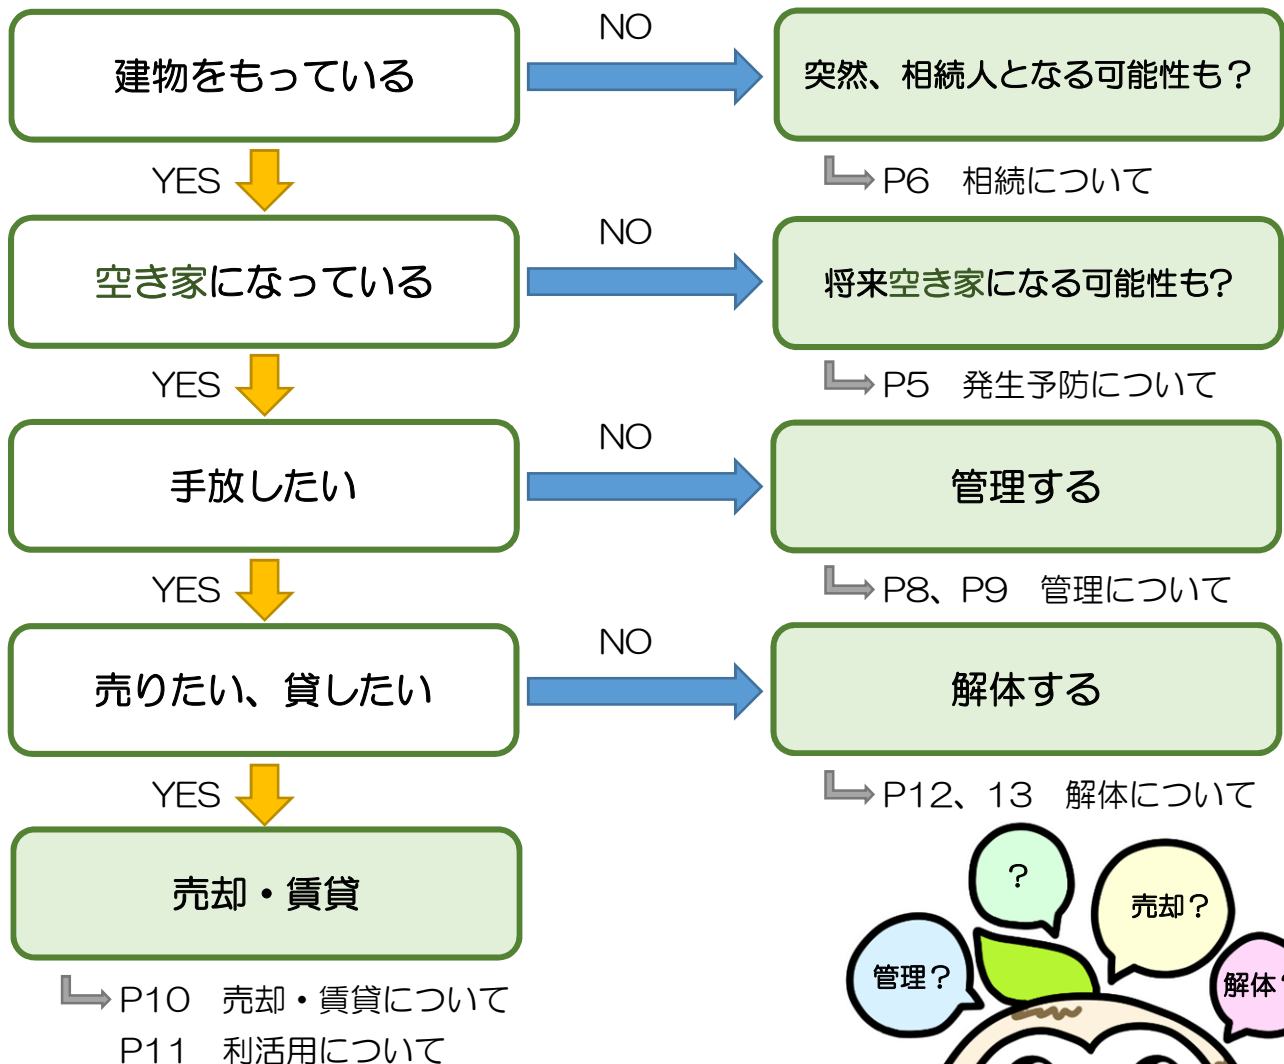 建物をもっている
NO
突然、相続人となる可能性も？
YES
P6　相続について
空き家になっている
NO
将来空き家になる可能性も？
YES
P5　発生予防について
手放したい
NO
管理する
YES
P8、P9　管理について
売りたい、貸したい
NO
解体する
YES
P12、13　解体について
売却・賃貸
P10　売却・賃貸について
P11　利活用について
？
売却？
管理？
解体？